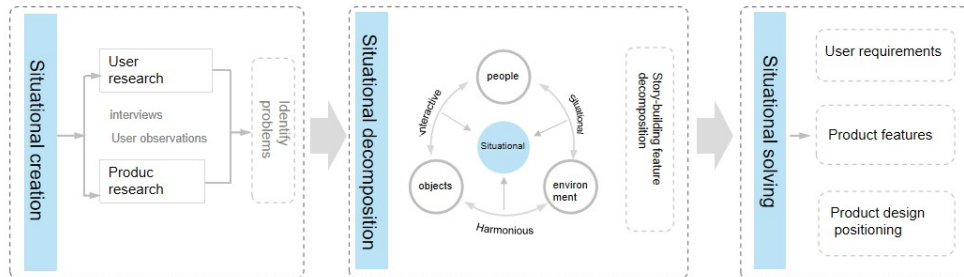 Situational creation
User
research
interviews
User observations
Produc
research
Identify
problems
Situational decomposition
people
Interactive
Situational
Situational
objects
environ
ment
Harmonious
Story-building feature
decomposition
Situational solving
User requirements
Product features
Product design
positioning